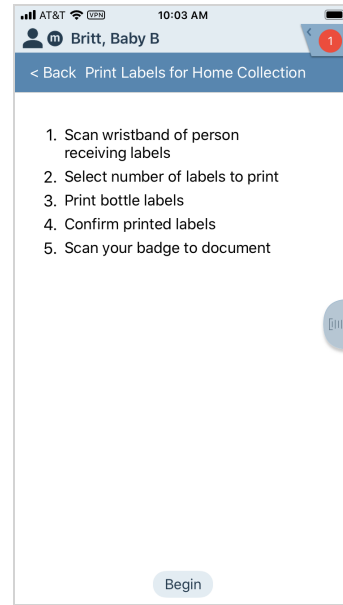 AT&T VPN 10:03 AM
m Britt, Baby B
1
< Back Print Labels for Home Collection
1. Scan wristband of person
receiving labels
2. Select number of labels to print
3. Print bottle labels
4. Confirm printed labels
5. Scan your badge to document
Begin